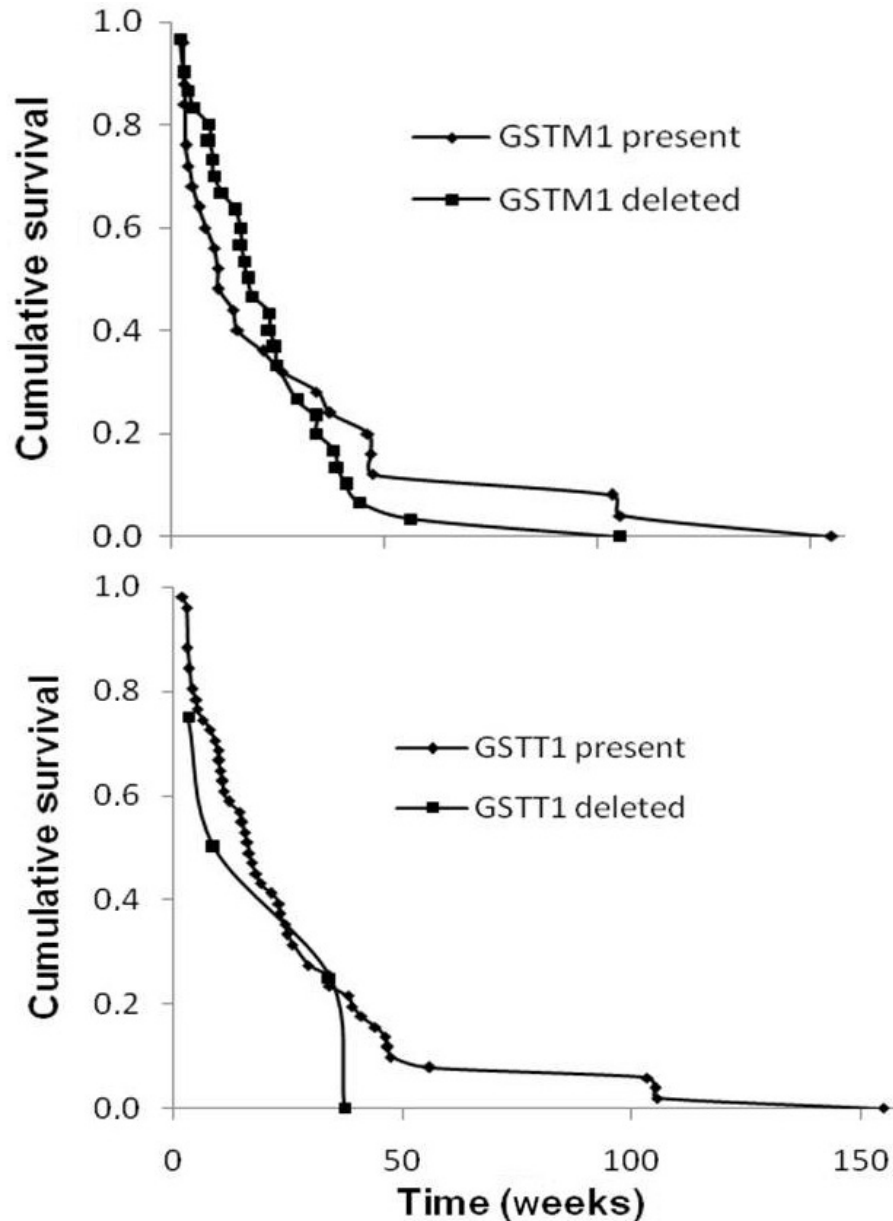 1.0
0.8
0.6
0.4
0.2
0.0
Cumulative survival
GSTM1 present
GSTM1 deleted
1.0
0.8
0.6
0.4
0.2
0.0
Cumulative survival
GSTT1 present
GSTT1 deleted
0 50 100 150
Time (weeks)